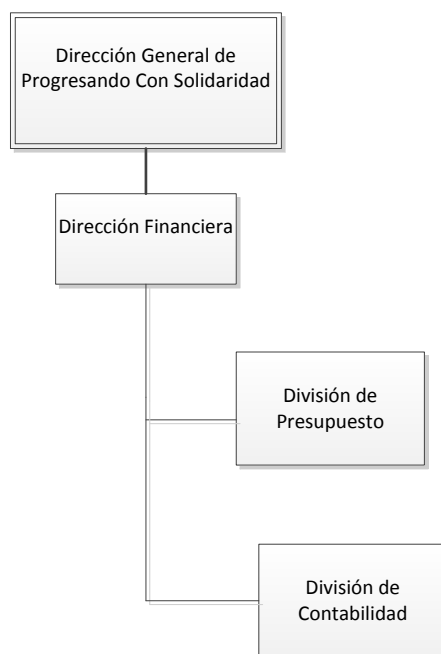 Dirección General de
Progresando Con Solidaridad
Dirección Financiera
División de
Presupuesto
División de
Contabilidad